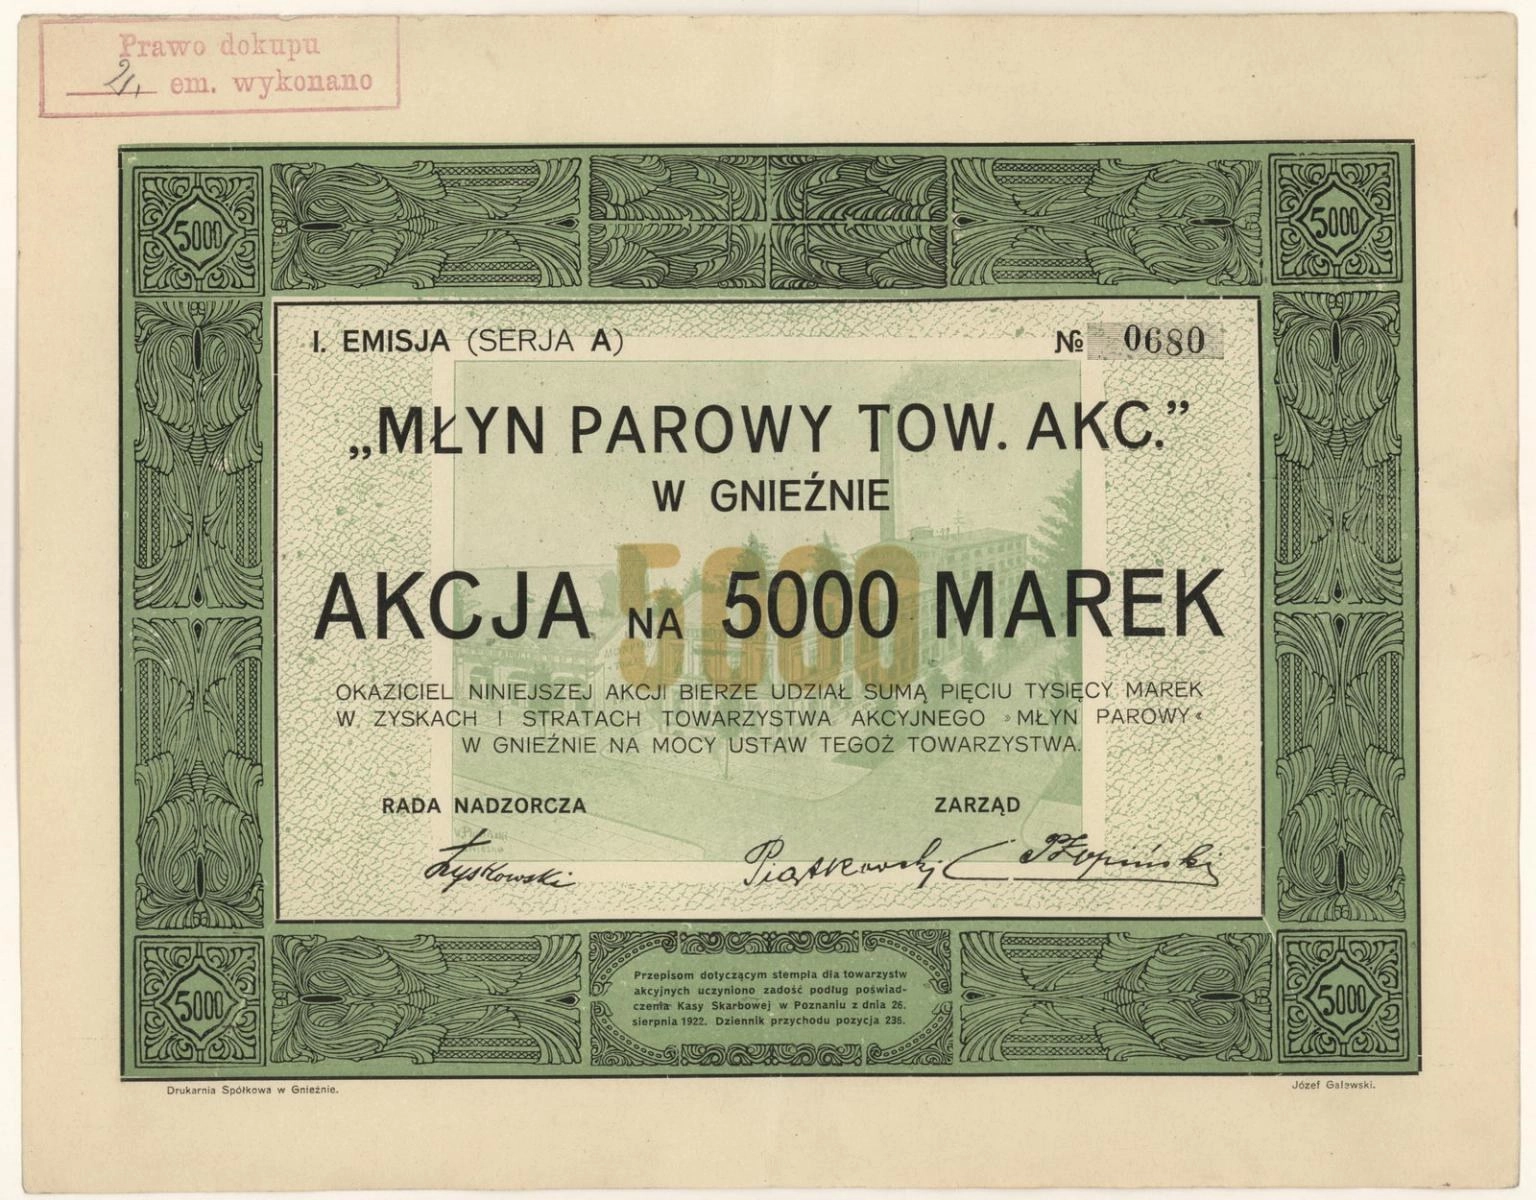 Prawo dokupu
2. em. wykonano
5000
5000
I. EMISJA (SERJA A)
№ 0680
„MŁYN PAROWY TOW. AKC.”
W GNIEŹNIE
5000
AKCJA NA 5000 MAREK
OKAZICIEL NINIEJSZEJ AKCJI BIERZE UDZIAŁ SUMĄ PIĘCIU TYSIĘCY MAREK
W ZYSKACH I STRATACH TOWARZYSTWA AKCYJNEGO »MŁYN PAROWY«
W GNIEŹNIE NA MOCY USTAW TEGOŻ TOWARZYSTWA.
RADA NADZORCZA
ZARZĄD
Łyskowski
Piątkowski
5000
Przepisom dotyczącym stempla dla towarzystw
akcyjnych uczyniono zadość podług poświad-
czenia Kasy Skarbowej w Poznaniu z dnia 26.
sierpnia 1922. Dziennik przychodu pozycja 236.
5000
Drukarnia Spółkowa w Gnieźnie.
Józef Galewski.